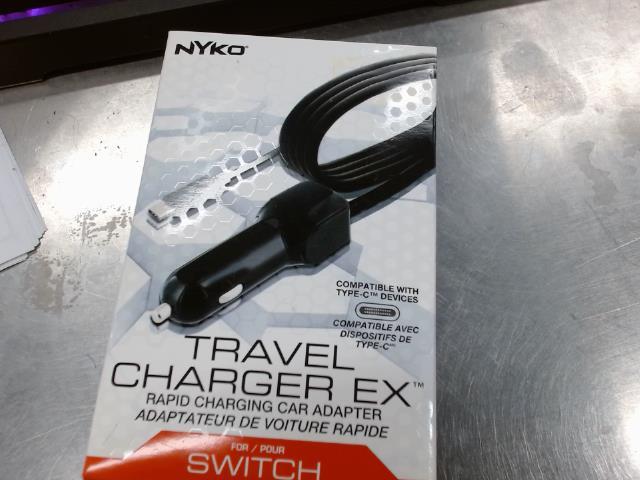 NYKO®
COMPATIBLE WITH
TYPE-C™ DEVICES
COMPATIBLE AVEC
DISPOSITIFS DE
TYPE-C™
TRAVEL
CHARGER EX™
RAPID CHARGING CAR ADAPTER
ADAPTATEUR DE VOITURE RAPIDE
FOR / POUR
SWITCH